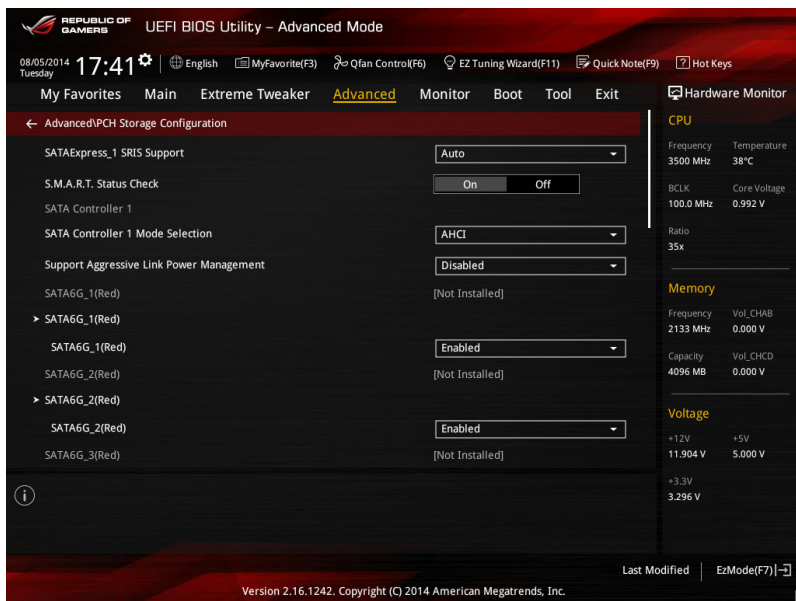 REPUBLIC OF
GAMERS
UEFI BIOS Utility – Advanced Mode
08/05/2014
Tuesday
17:41
English
MyFavorite(F3)
Qfan Control(F6)
EZ Tuning Wizard(F11)
Quick Note(F9)
? Hot Keys
My Favorites Main Extreme Tweaker Advanced Monitor Boot Tool Exit
← Advanced\PCH Storage Configuration
SATAExpress_1 SRIS Support Auto
S.M.A.R.T. Status Check On Off
SATA Controller 1
SATA Controller 1 Mode Selection AHCI
Support Aggressive Link Power Management Disabled
SATA6G_1(Red) [Not Installed]
> SATA6G_1(Red)
SATA6G_1(Red) Enabled
SATA6G_2(Red) [Not Installed]
> SATA6G_2(Red)
SATA6G_2(Red) Enabled
SATA6G_3(Red) [Not Installed]
i
Hardware Monitor
CPU
Frequency Temperature
3500 MHz 38°C
BCLK Core Voltage
100.0 MHz 0.992 V
Ratio
35x
Memory
Frequency Vol_CHAB
2133 MHz 0.000 V
Capacity Vol_CHCD
4096 MB 0.000 V
Voltage
+12V +5V
11.904 V 5.000 V
+3.3V
3.296 V
Last Modified EzMode(F7)
Version 2.16.1242. Copyright (C) 2014 American Megatrends, Inc.